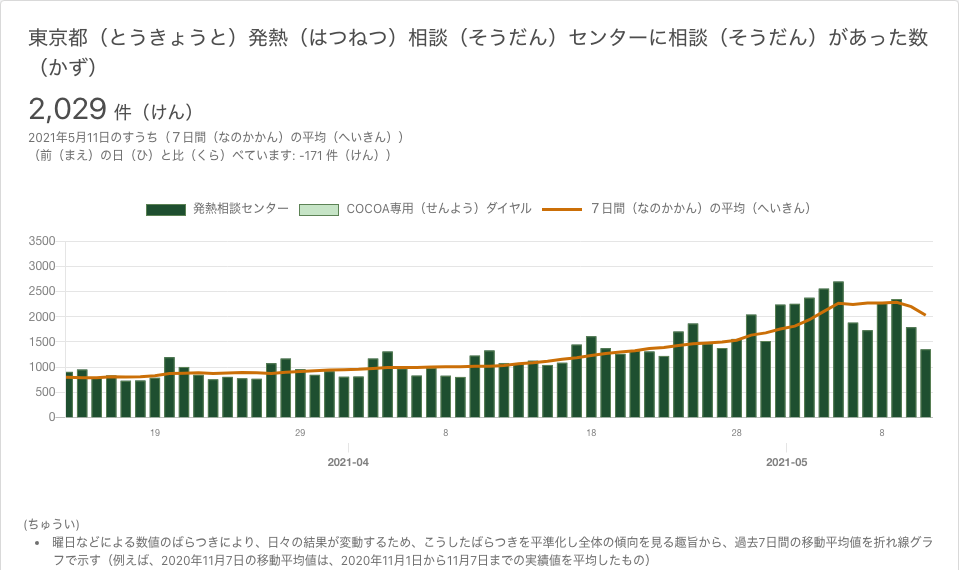 東京都（とうきょうと）発熱（はつねつ）相談（そうだん）センターに相談（そうだん）があった数
（かず）
2,029 件（けん）
2021年5月11日のすうち（７日間（なのかかん）の平均（へいきん））
（前（まえ）の日（ひ）と比（くら）べています: -171 件（けん））
発熱相談センター COCOA専用（せんよう）ダイヤル ７日間（なのかかん）の平均（へいきん）
3500
3000
2500
2000
1500
1000
500
0
19 29 8 18 28 8
2021-04 2021-05
(ちゅうい)
• 曜日などによる数値のばらつきにより、日々の結果が変動するため、こうしたばらつきを平準化し全体の傾向を見る趣旨から、過去7日間の移動平均値を折れ線グラ
フで示す（例えば、2020年11月7日の移動平均値は、2020年11月1日から11月7日までの実績値を平均したもの）